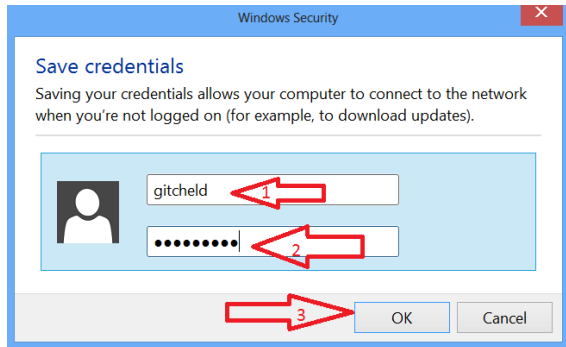 Windows Security
Save credentials
Saving your credentials allows your computer to connect to the network
when you're not logged on (for example, to download updates).
gitcheld
1
●●●●●●●●●
2
3
OK
Cancel